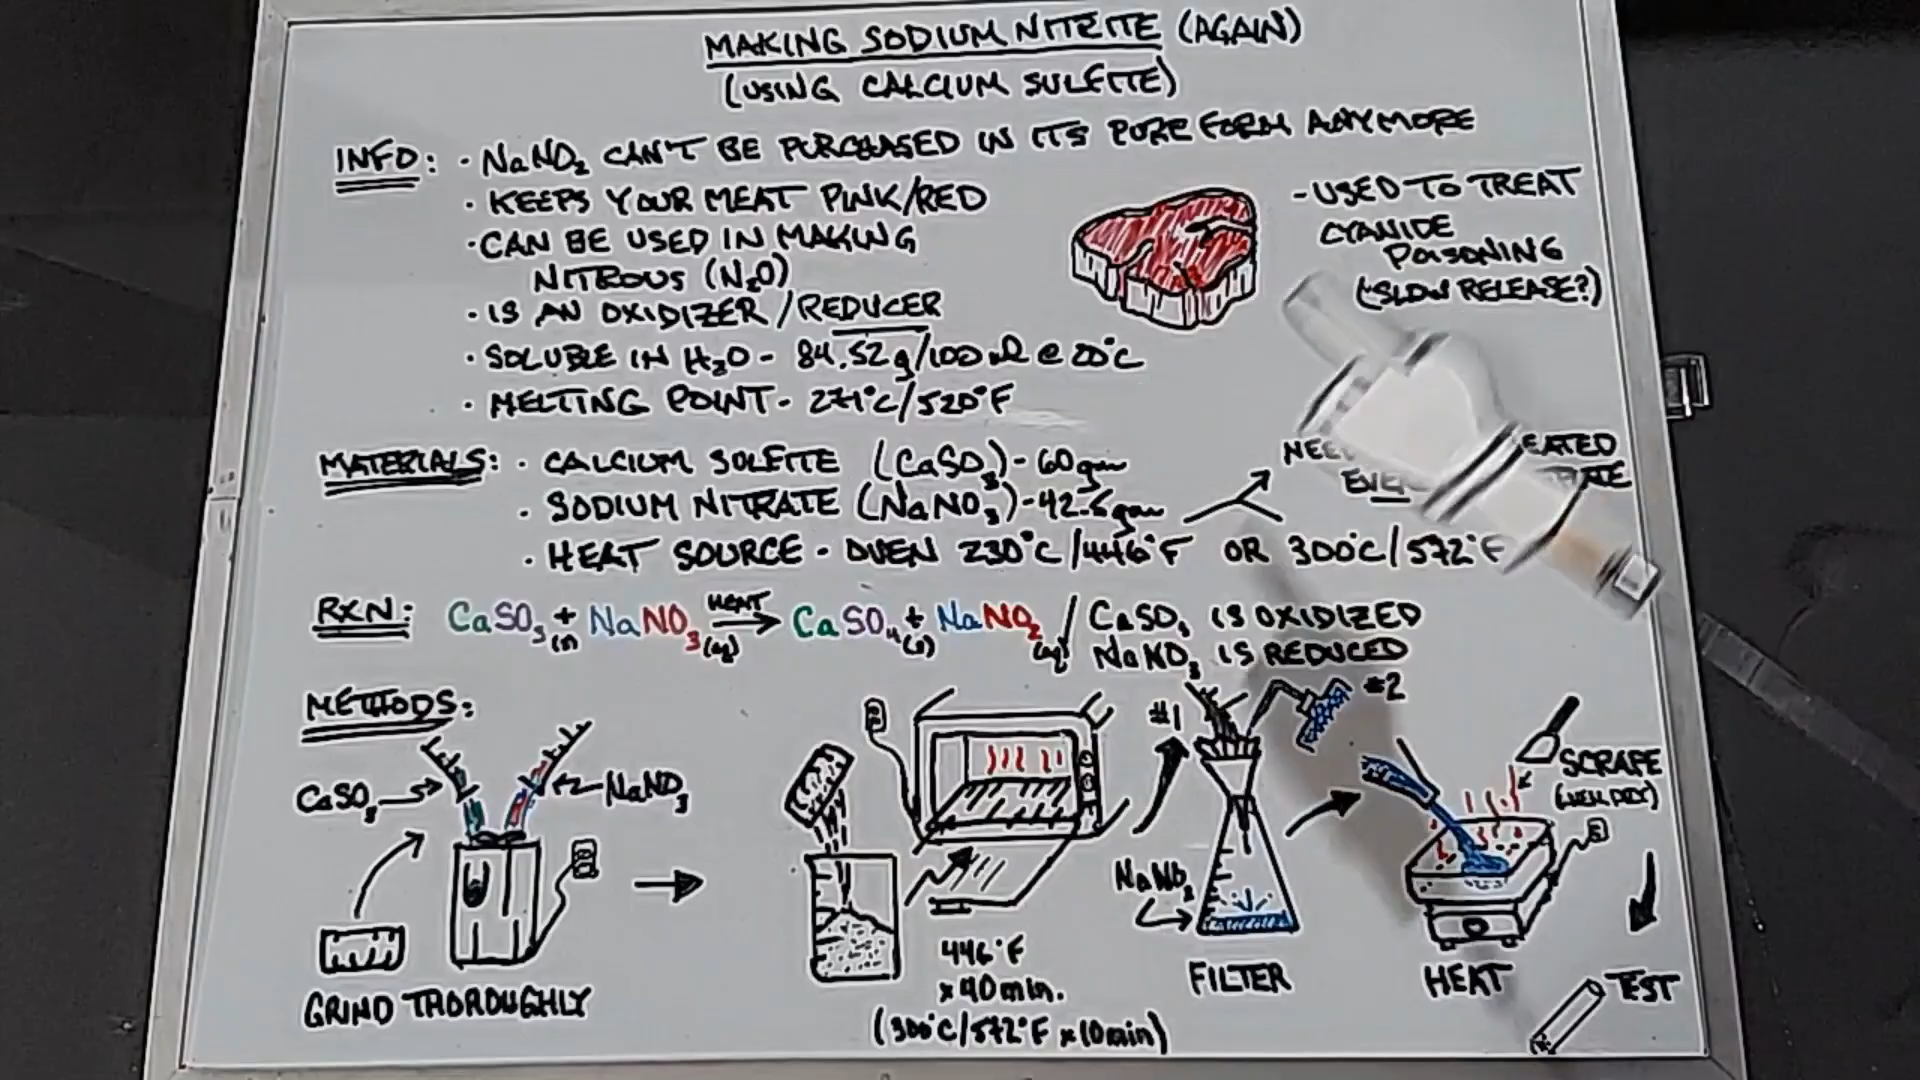 MAKING SODIUM NITRITE (AGAIN)
(USING CALCIUM SULFITE)
INFO: · NaNO₂ CAN'T BE PURCHASED IN ITS PURE FORM ANYMORE
· KEEPS YOUR MEAT PINK/RED
· CAN BE USED IN MAKING
NITROUS (N₂O)
· IS AN OXIDIZER/REDUCER
· SOLUBLE IN H₂O - 84.52g/100ml @ 20°C
· MELTING POINT - 271°C/520°F
- USED TO TREAT
CYANIDE
POISONING
("SLOW RELEASE?)
MATERIALS: · CALCIUM SULFITE (CaSO₃) - 60gm
· SODIUM NITRATE (NaNO₃) - 42.5gm
· HEAT SOURCE - OVEN 230°C/446°F OR 300°C/572°F
RXN: CaSO₃(s) + NaNO₃(aq) HEAT→ CaSO₄(s) + NaNO₂(aq) / CaSO₃ IS OXIDIZED
NaNO₃ IS REDUCED
METHODS:
CaSO₃
NaNO₃
GRIND THOROUGHLY
446°F
x 40min.
(300°C/572°F x 10min)
#1
#2
NaNO₂
FILTER
HEAT
SCRAPE
TEST